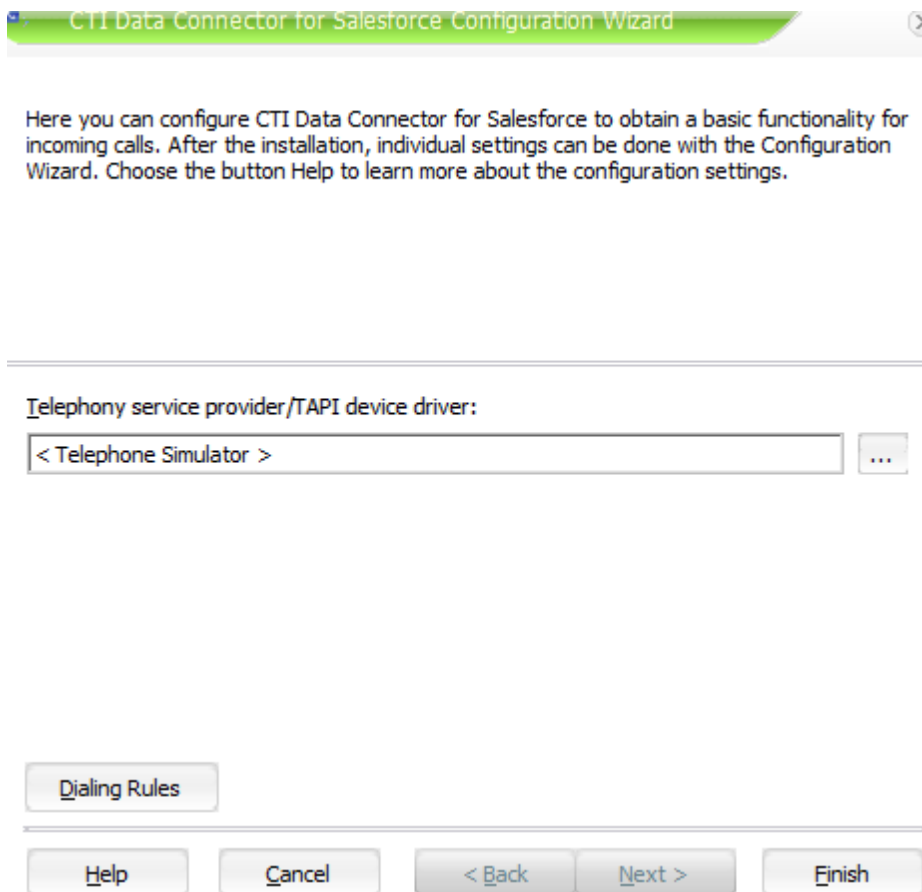 CTI Data Connector for Salesforce Configuration Wizard
Here you can configure CTI Data Connector for Salesforce to obtain a basic functionality for
incoming calls. After the installation, individual settings can be done with the Configuration
Wizard. Choose the button Help to learn more about the configuration settings.
Telephony service provider/TAPI device driver:
< Telephone Simulator >
...
Dialing Rules
Help Cancel < Back Next > Finish